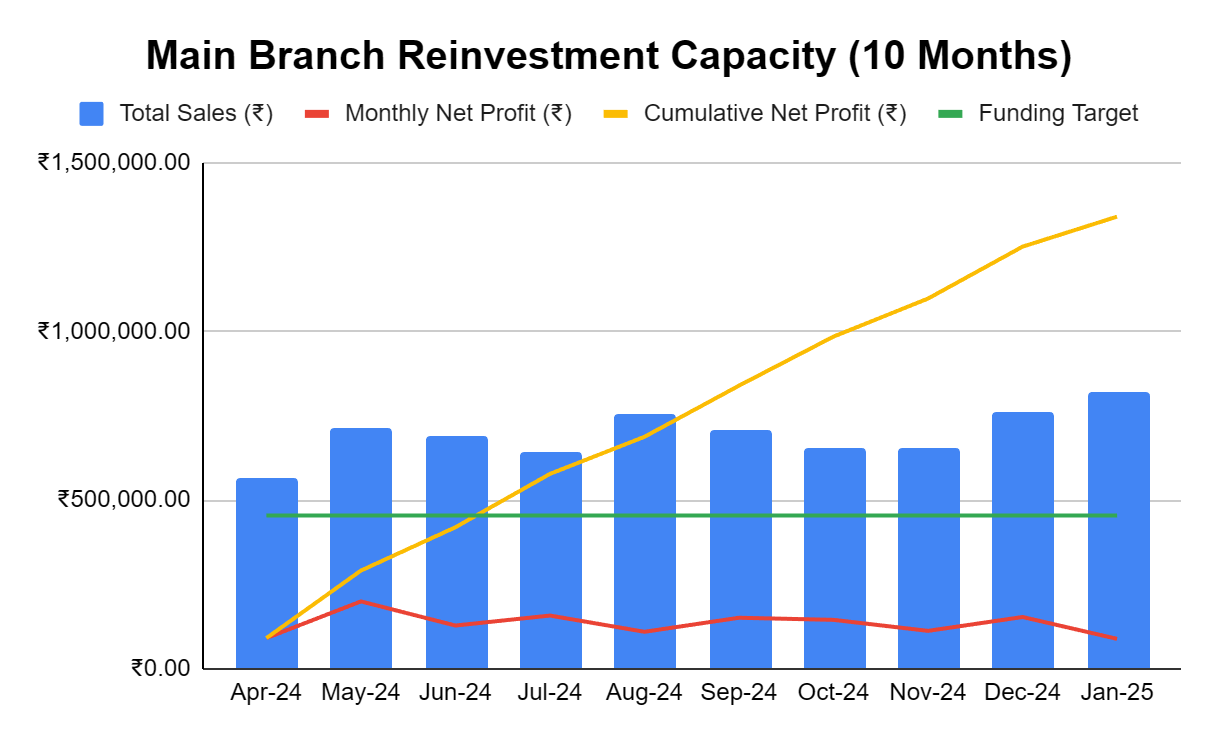 Main Branch Reinvestment Capacity (10 Months)
Total Sales (₹) Monthly Net Profit (₹) Cumulative Net Profit (₹) Funding Target
₹1,500,000.00
₹1,000,000.00
₹500,000.00
₹0.00
Apr-24 May-24 Jun-24 Jul-24 Aug-24 Sep-24 Oct-24 Nov-24 Dec-24 Jan-25